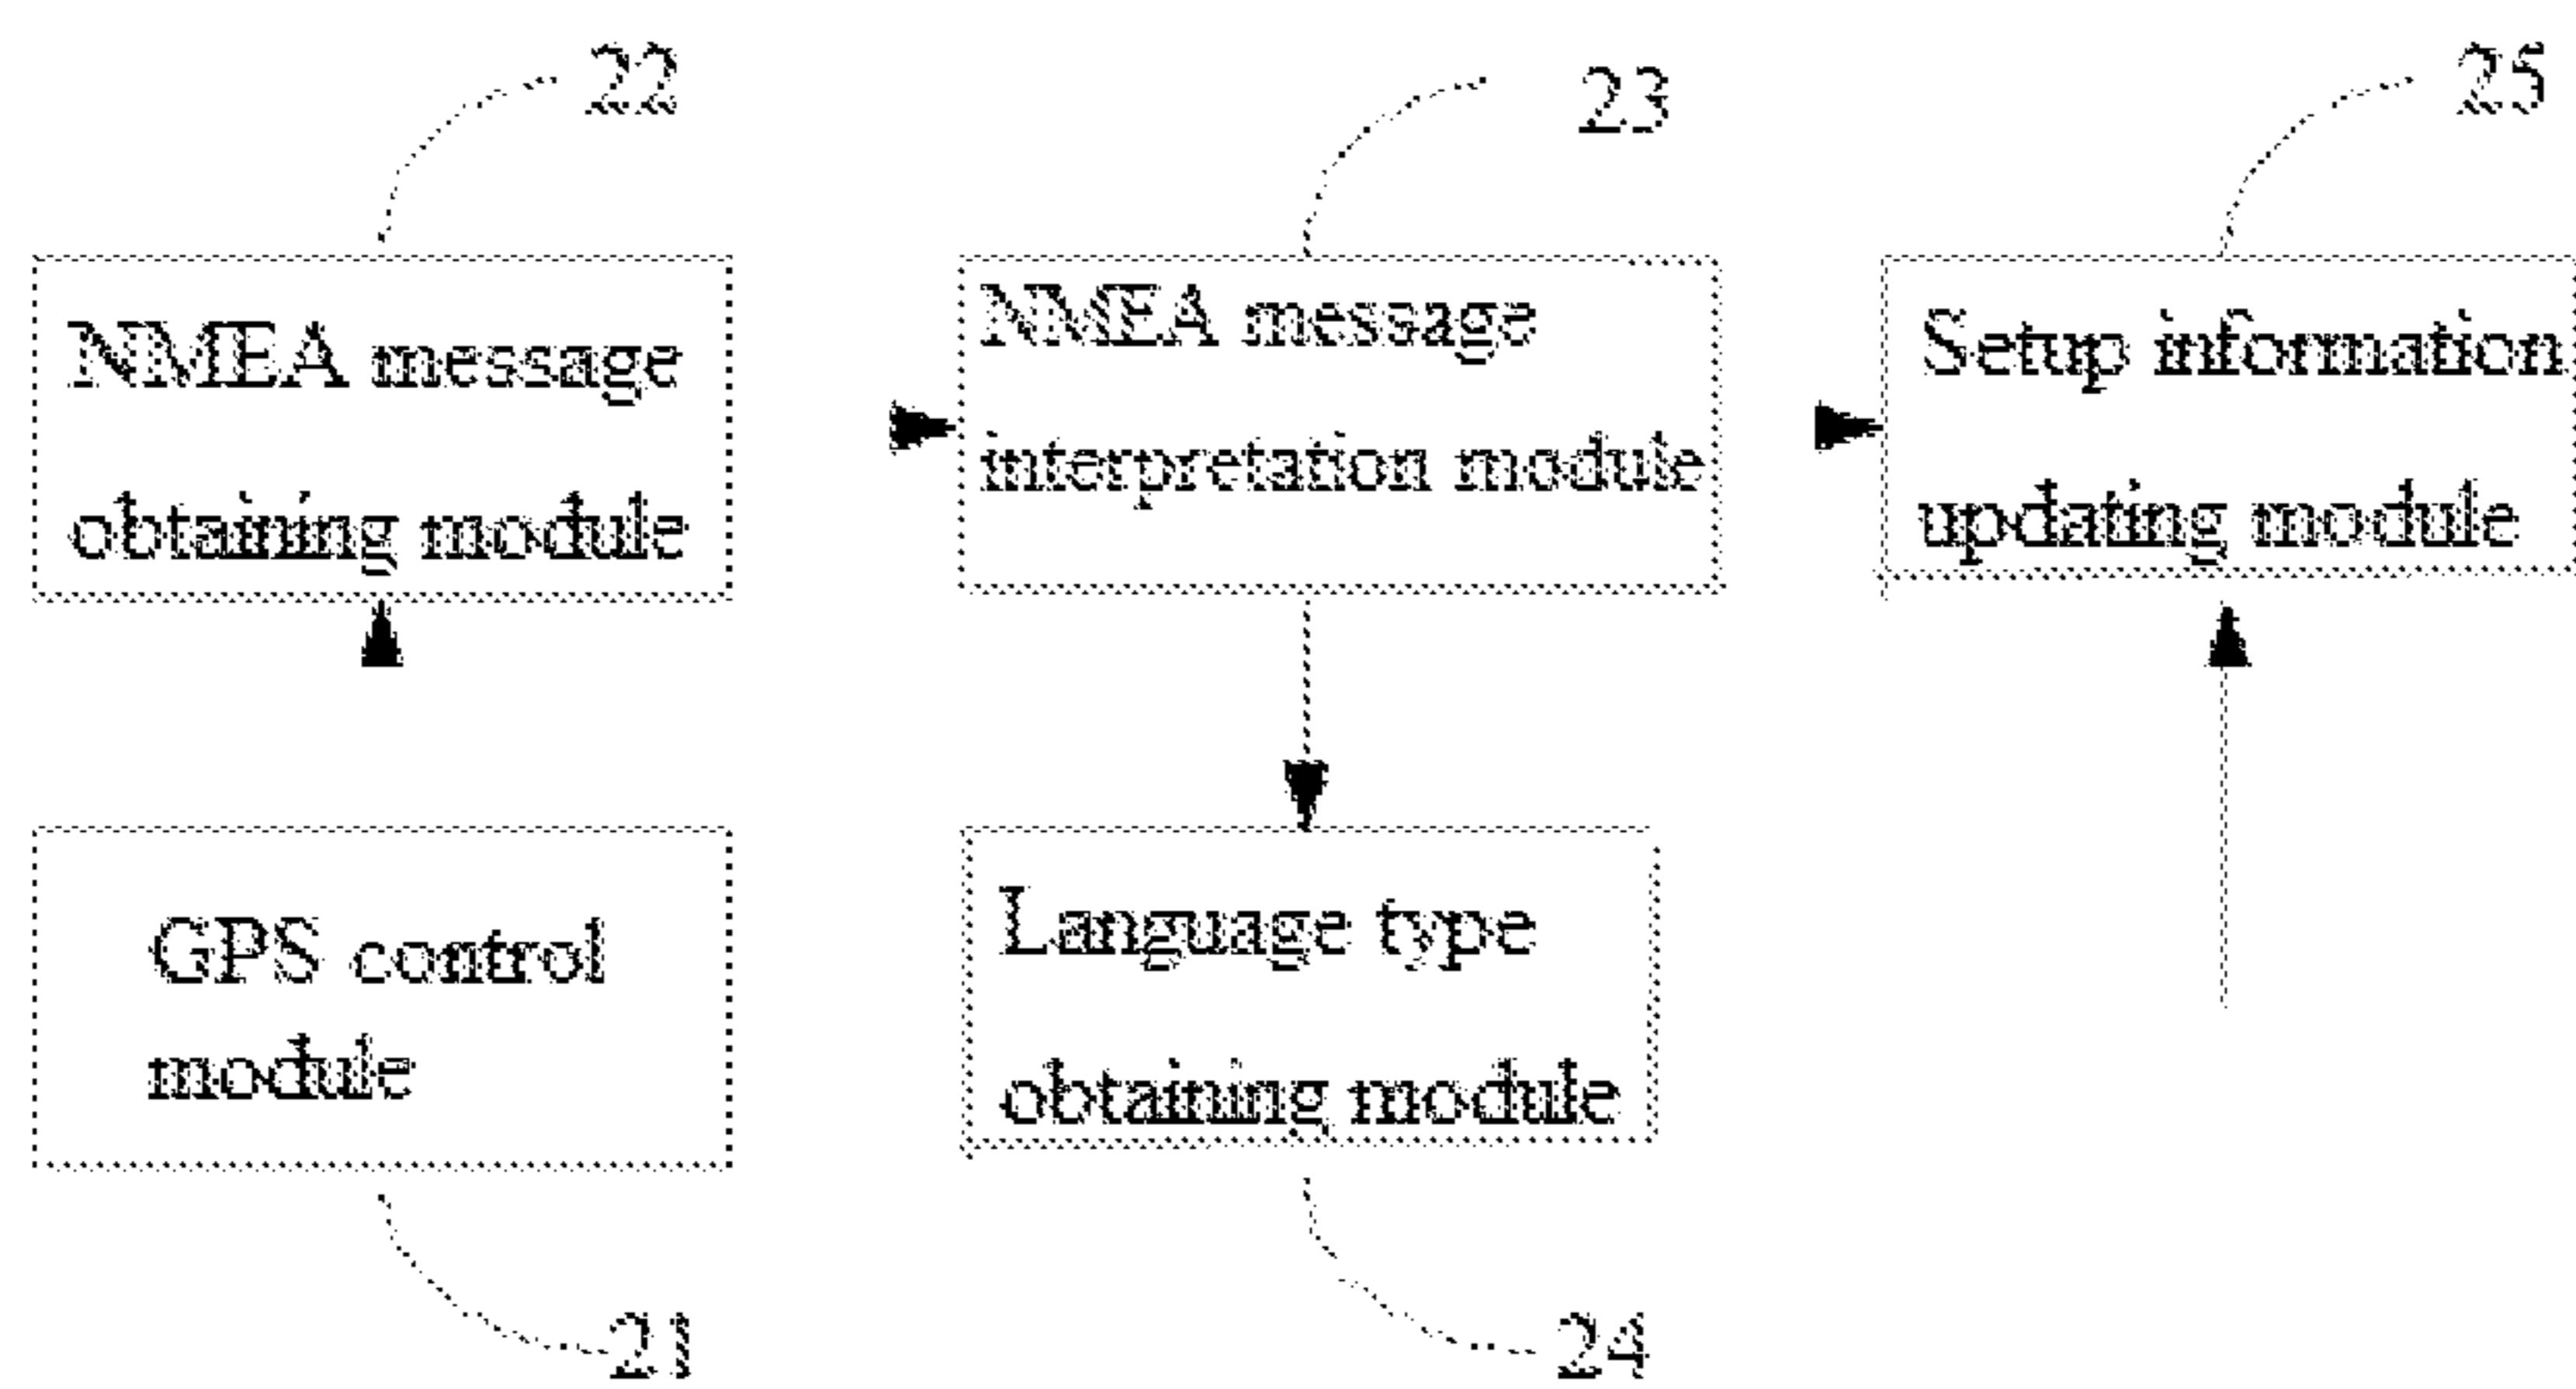 22
23
25
NMEA message
obtaining module
NMEA message
interpretation module
Setup information
updating module
GPS control
module
Language type
obtaining module
21
24